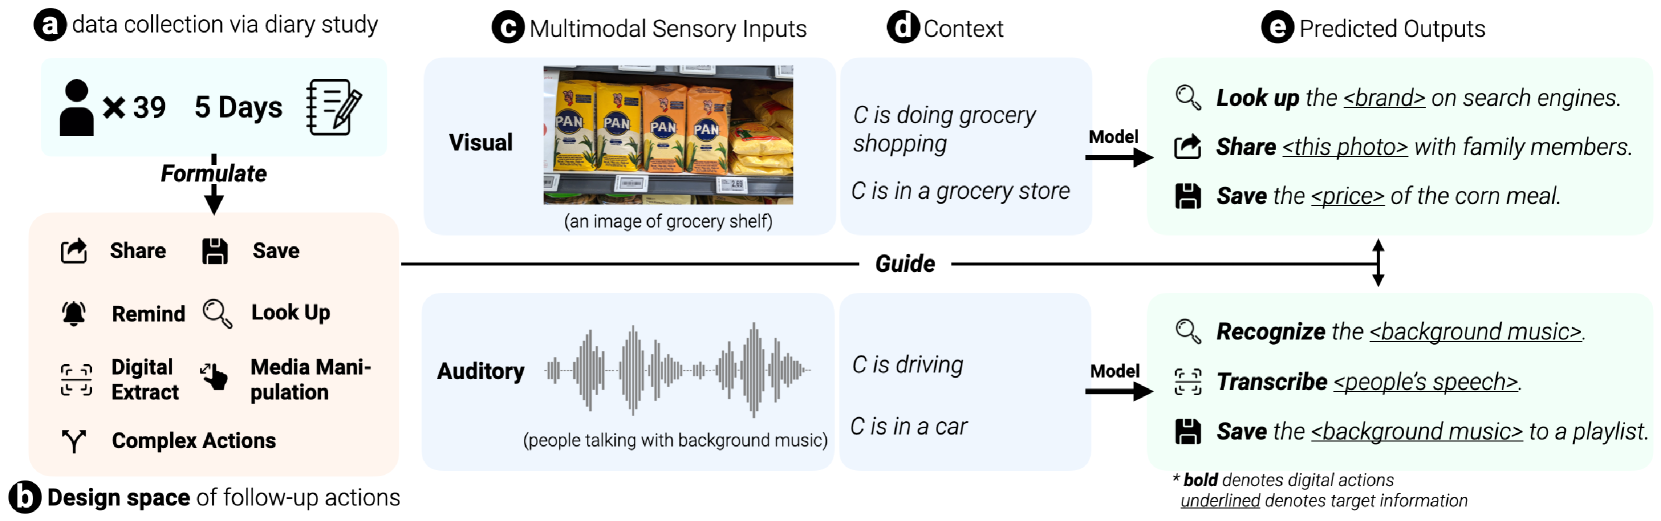 a data collection via diary study
× 39 5 Days
Formulate
Share Save
Remind Look Up
Digital Extract Media Mani-pulation
Complex Actions
b Design space of follow-up actions
c Multimodal Sensory Inputs
d Context
e Predicted Outputs
Visual
PAN PAN PAN PAN
(an image of grocery shelf)
C is doing grocery
shopping
C is in a grocery store
Model
Look up the <brand> on search engines.
Share <this photo> with family members.
Save the <price> of the corn meal.
Guide
Auditory
(people talking with background music)
C is driving
C is in a car
Model
Recognize the <background music>.
Transcribe <people's speech>.
Save the <background music> to a playlist.
* bold denotes digital actions
underlined denotes target information